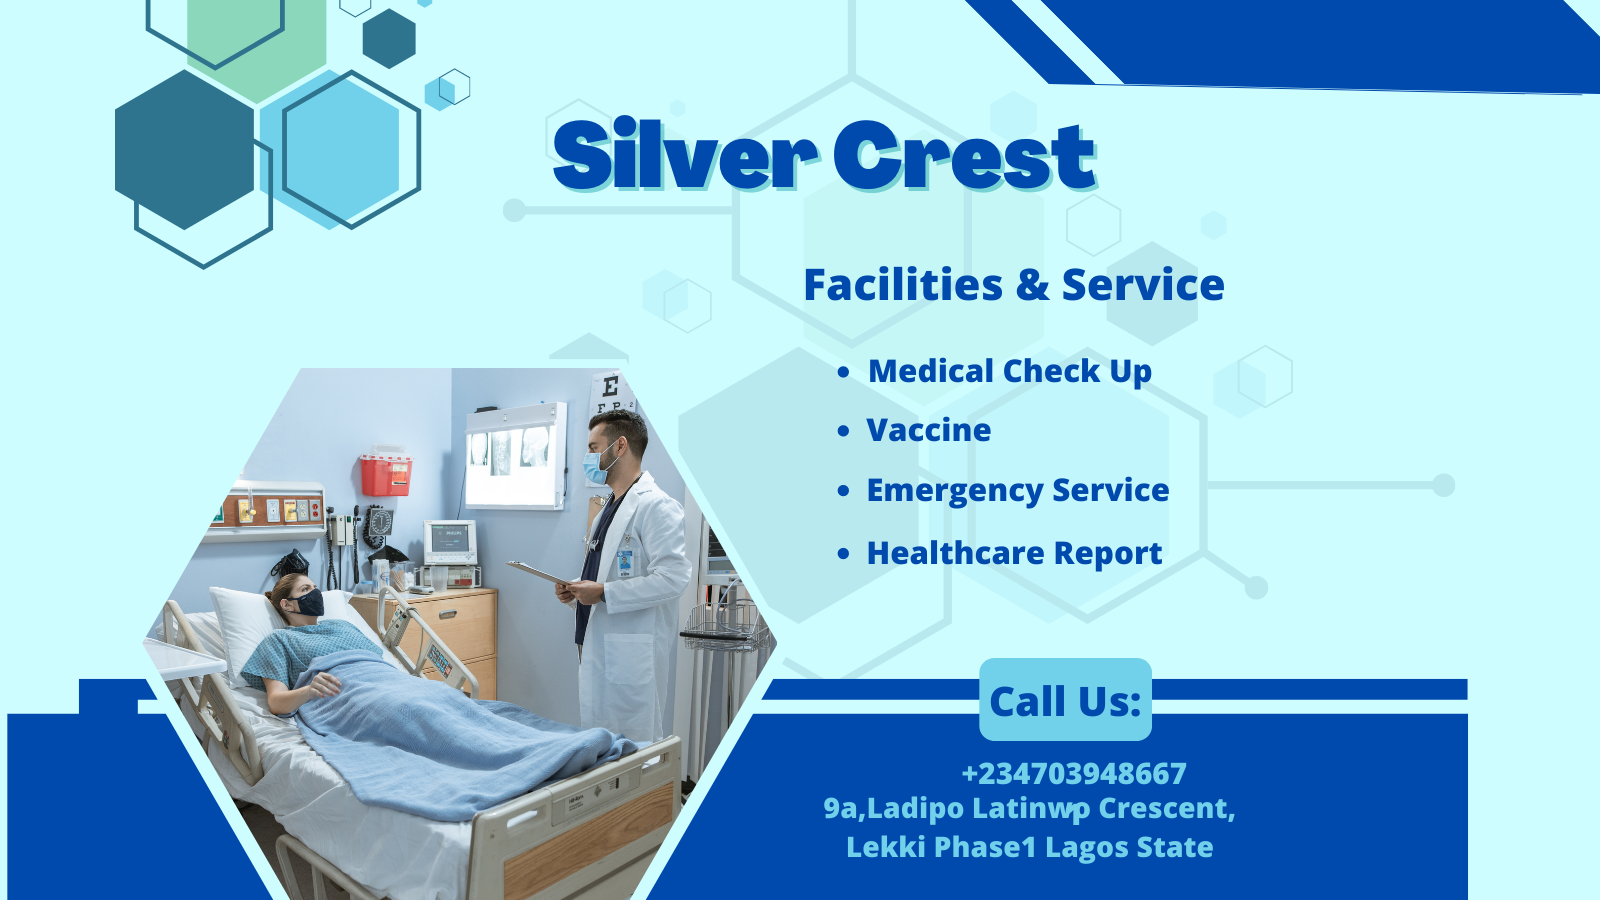 Silver Crest
Facilities & Service
Medical Check Up
Vaccine
Emergency Service
Healthcare Report
Call Us:
+234703948667
9a,Ladipo Latinwp Crescent,
Lekki Phase1 Lagos State
E
F P